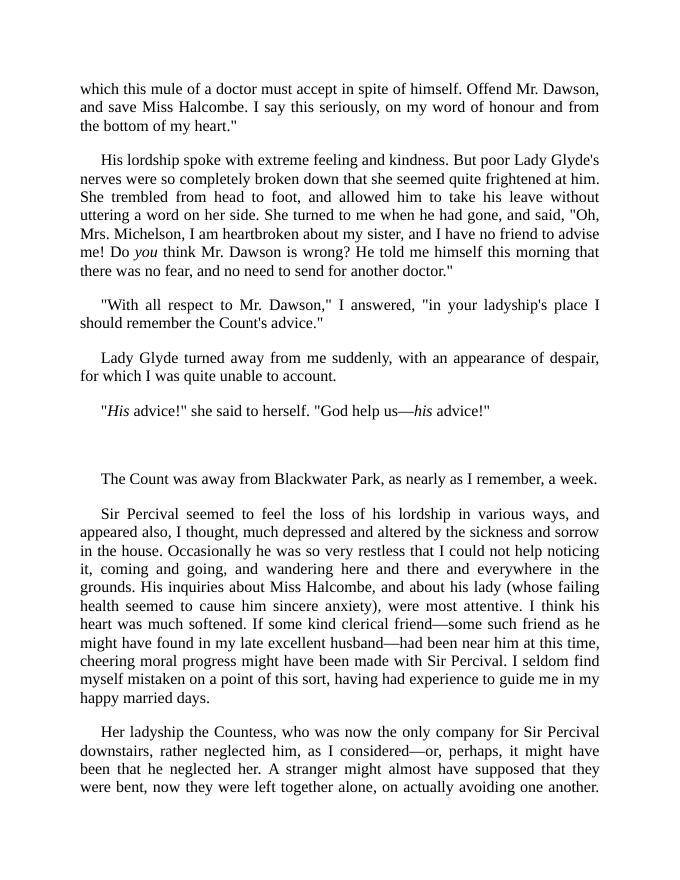 which this mule of a doctor must accept in spite of himself. Offend Mr. Dawson,
and save Miss Halcombe. I say this seriously, on my word of honour and from
the bottom of my heart."
His lordship spoke with extreme feeling and kindness. But poor Lady Glyde's
nerves were so completely broken down that she seemed quite frightened at him.
She trembled from head to foot, and allowed him to take his leave without
uttering a word on her side. She turned to me when he had gone, and said, "Oh,
Mrs. Michelson, I am heartbroken about my sister, and I have no friend to advise
me! Do you think Mr. Dawson is wrong? He told me himself this morning that
there was no fear, and no need to send for another doctor."
"With all respect to Mr. Dawson," I answered, "in your ladyship's place I
should remember the Count's advice."
Lady Glyde turned away from me suddenly, with an appearance of despair,
for which I was quite unable to account.
"His advice!" she said to herself. "God help us—his advice!"
The Count was away from Blackwater Park, as nearly as I remember, a week.
Sir Percival seemed to feel the loss of his lordship in various ways, and
appeared also, I thought, much depressed and altered by the sickness and sorrow
in the house. Occasionally he was so very restless that I could not help noticing
it, coming and going, and wandering here and there and everywhere in the
grounds. His inquiries about Miss Halcombe, and about his lady (whose failing
health seemed to cause him sincere anxiety), were most attentive. I think his
heart was much softened. If some kind clerical friend—some such friend as he
might have found in my late excellent husband—had been near him at this time,
cheering moral progress might have been made with Sir Percival. I seldom find
myself mistaken on a point of this sort, having had experience to guide me in my
happy married days.
Her ladyship the Countess, who was now the only company for Sir Percival
downstairs, rather neglected him, as I considered—or, perhaps, it might have
been that he neglected her. A stranger might almost have supposed that they
were bent, now they were left together alone, on actually avoiding one another.